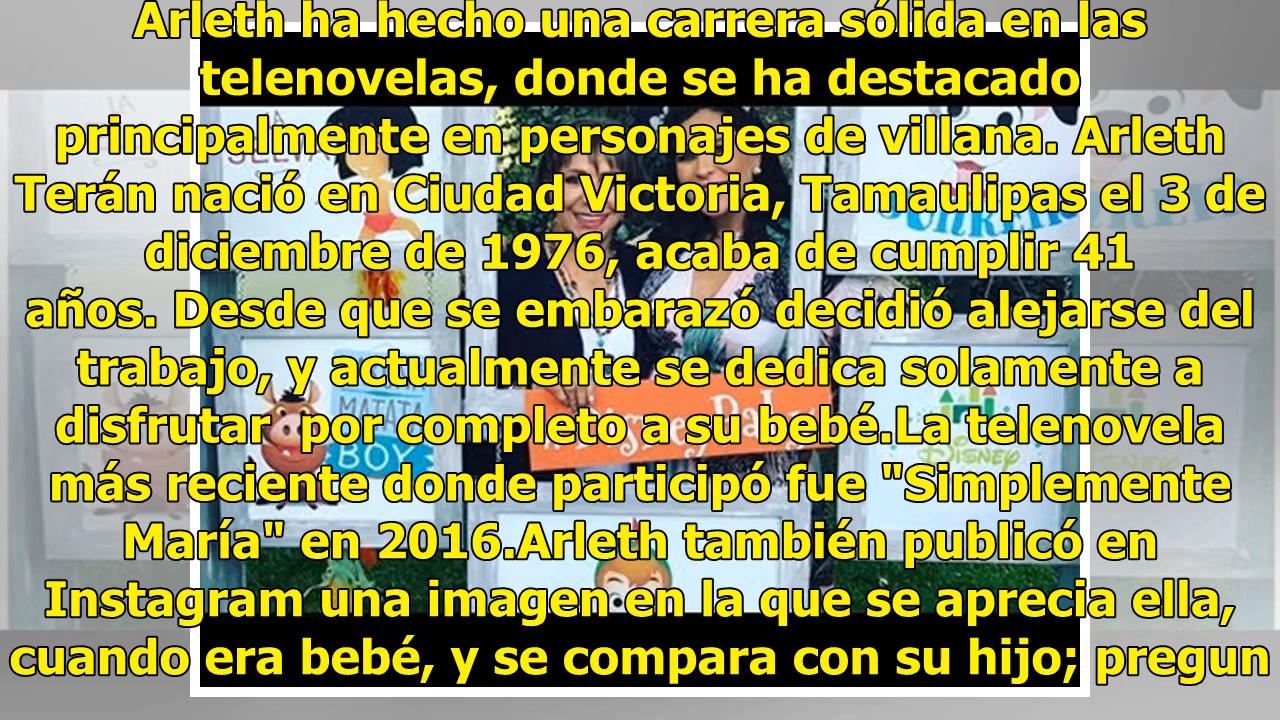 Arleth ha hecho una carrera sólida en las
telenovelas, donde se ha destacado
principalmente en personajes de villana. Arleth
Terán nació en Ciudad Victoria, Tamaulipas el 3 de
diciembre de 1976, acaba de cumplir 41
años. Desde que se embarazó decidió alejarse del
trabajo, y actualmente se dedica solamente a
disfrutar  por completo a su bebé.La telenovela
más reciente donde participó fue "Simplemente
María" en 2016.Arleth también publicó en
Instagram una imagen en la que se aprecia ella,
cuando era bebé, y se compara con su hijo; pregun
MATATA
BOY
DISNEY